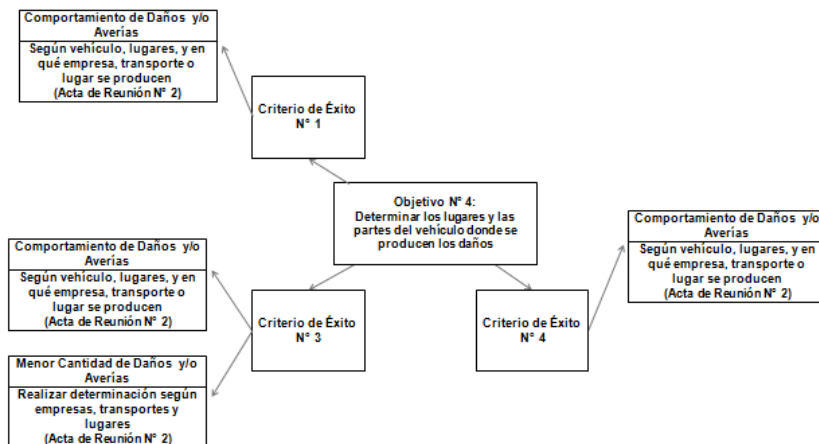 Comportamiento de Daños y/o
Averías
Según vehículo, lugares, y en
qué empresa, transporte o
lugar se producen
(Acta de Reunión N° 2)
Criterio de Éxito
N° 1
Objetivo N° 4:
Determinar los lugares y las
partes del vehículo donde se
producen los daños
Comportamiento de Daños y/o
Averías
Según vehículo, lugares, y en
qué empresa, transporte o
lugar se producen
(Acta de Reunión N° 2)
Comportamiento de Daños y/o
Averías
Según vehículo, lugares, y en
qué empresa, transporte o
lugar se producen
(Acta de Reunión N° 2)
Criterio de Éxito
N° 3
Criterio de Éxito
N° 4
Menor Cantidad de Daños y/o
Averías
Realizar determinación según
empresas, transportes y
lugares
(Acta de Reunión N° 2)